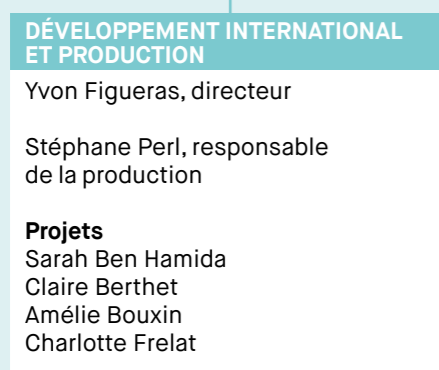 DÉVELOPPEMENT INTERNATIONAL
ET PRODUCTION
Yvon Figueras, directeur
Stéphane Perl, responsable
de la production
Projets
Sarah Ben Hamida
Claire Berthet
Amélie Bouxin
Charlotte Frelat